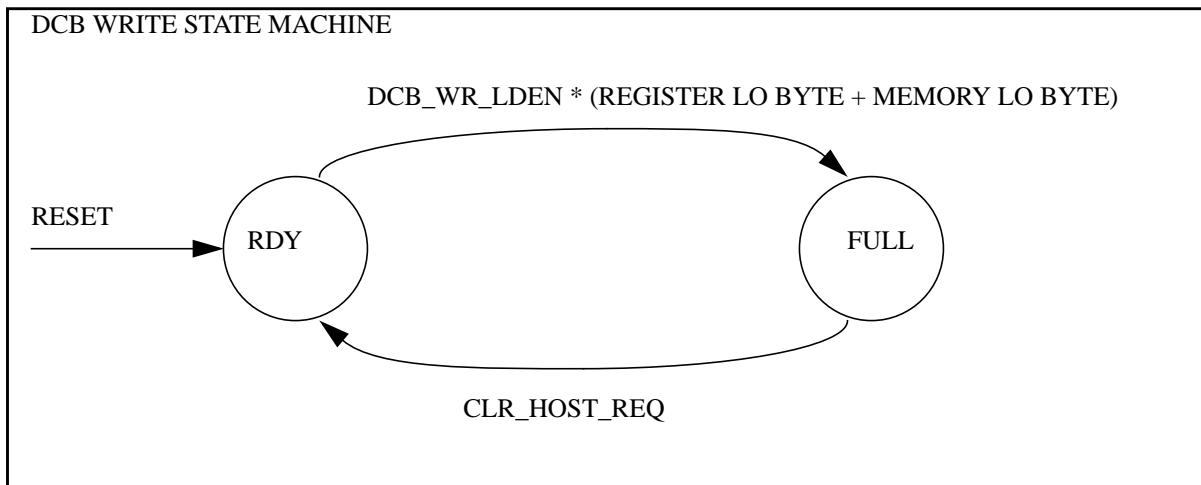 DCB WRITE STATE MACHINE
DCB_WR_LDEN * (REGISTER LO BYTE + MEMORY LO BYTE)
RESET
RDY
FULL
CLR_HOST_REQ